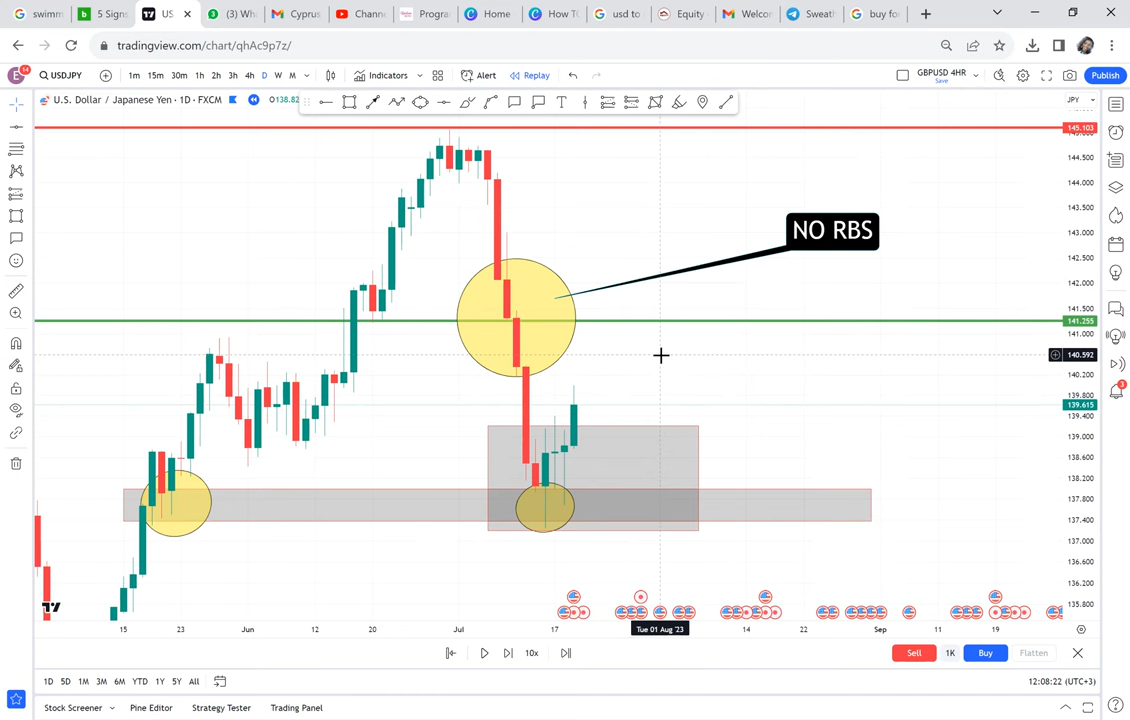 swimm
5 Signs
US
(3) Wh
Cyprus
Chann
Progra
Home
How TO
usd to
Equity
Welcon
Sweath
buy fo
tradingview.com/chart/qhAc9p7z/
E 14 USDJPY 1m 15m 30m 1h 2h 3h 4h D W M Indicators Alert Replay GBPUSD 4HR Save Publish
U.S. Dollar / Japanese Yen · 1D · FXCM O138.82 JPY
145.103
144.500
144.000
143.500
NO RBS
143.000
142.500
142.000
141.500
141.255
141.000
140.592
140.200
139.800
139.615
139.400
139.000
138.600
138.200
137.800
137.400
137.000
136.600
136.200
135.800
15 23 Jun 12 20 Jul 17 Tue 01 Aug '23 14 22 Sep 11 19
10x Sell 1K Buy Flatten
1D 5D 1M 3M 6M YTD 1Y 5Y All 12:08:22 (UTC+3)
Stock Screener Pine Editor Strategy Tester Trading Panel